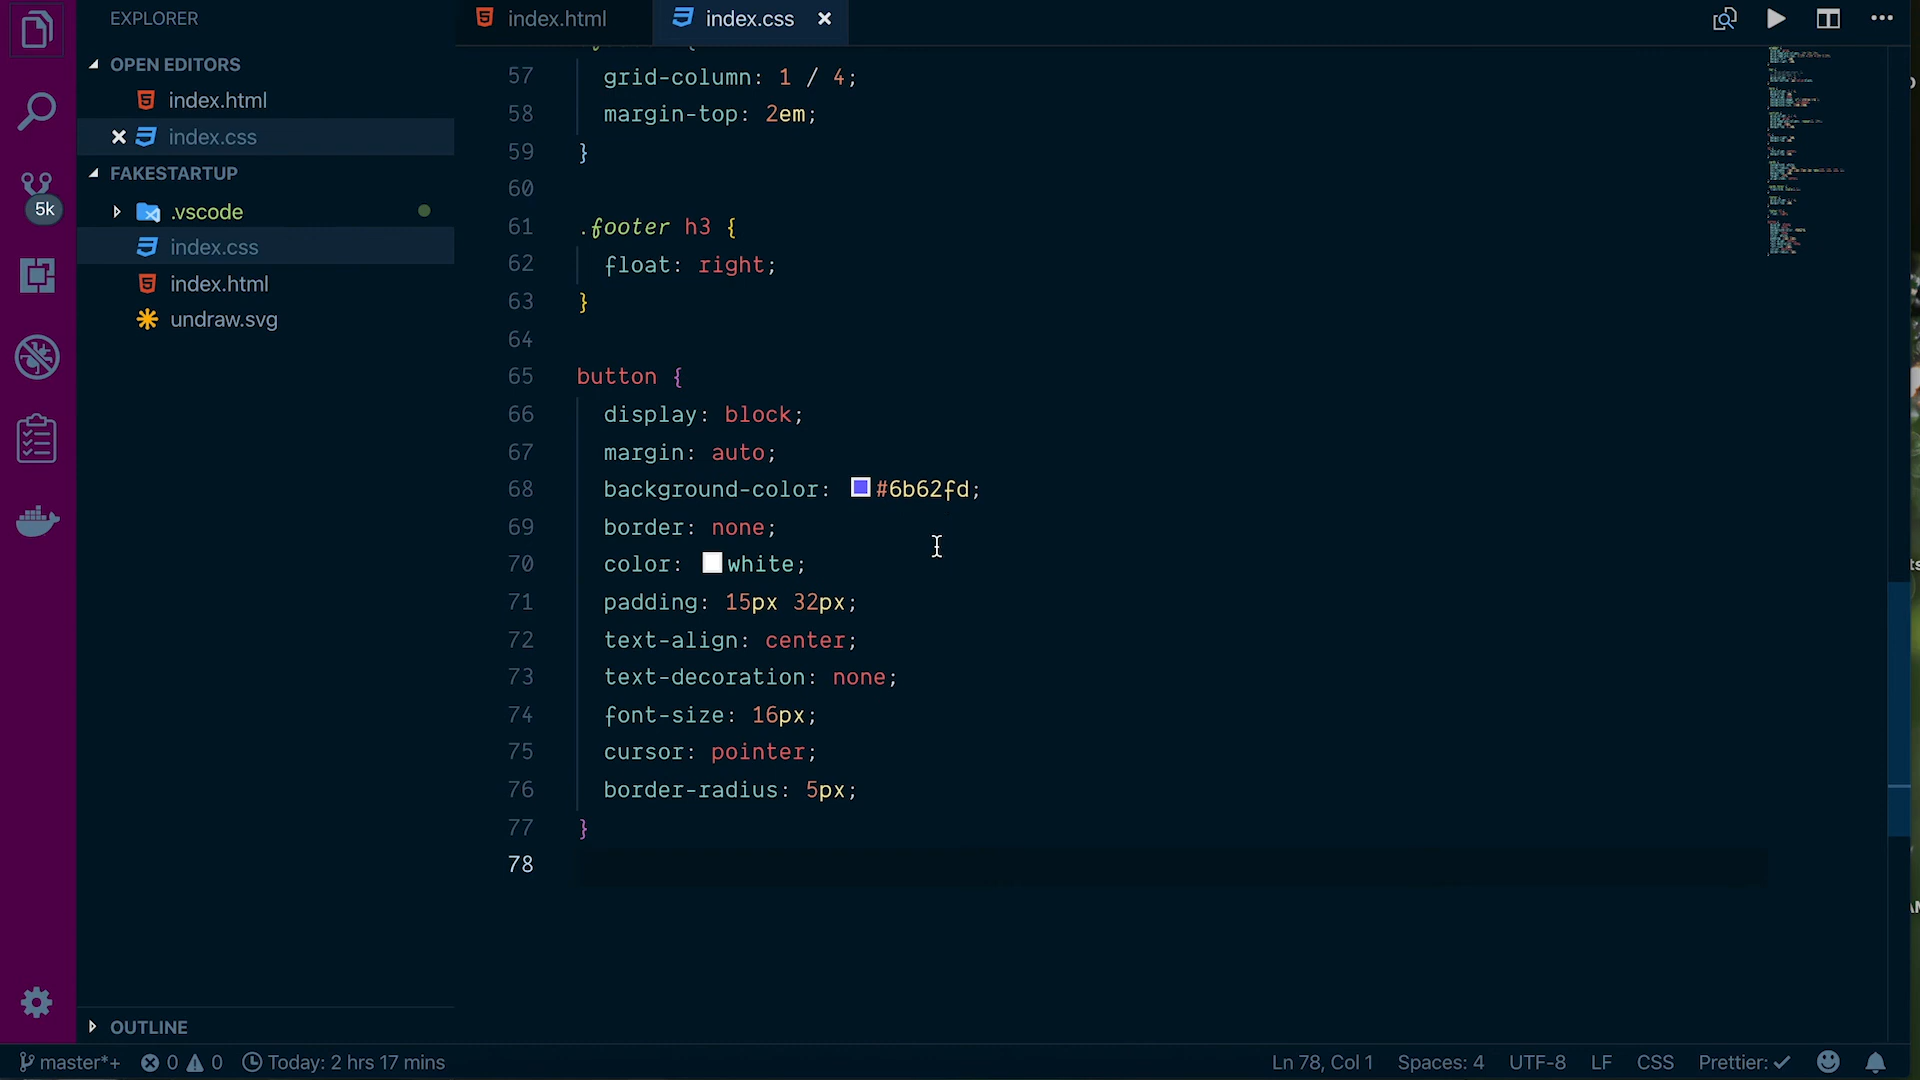 EXPLORER
OPEN EDITORS
index.html
index.css
FAKESTARTUP
.vscode
index.css
index.html
undraw.svg
OUTLINE
5k
index.html
index.css
57 grid-column: 1 / 4;
58 margin-top: 2em;
59 }
60
61 .footer h3 {
62 float: right;
63 }
64
65 button {
66 display: block;
67 margin: auto;
68 background-color: #6b62fd;
69 border: none;
70 color: white;
71 padding: 15px 32px;
72 text-align: center;
73 text-decoration: none;
74 font-size: 16px;
75 cursor: pointer;
76 border-radius: 5px;
77 }
78
master*+ 0 0 Today: 2 hrs 17 mins Ln 78, Col 1 Spaces: 4 UTF-8 LF CSS Prettier: ✓